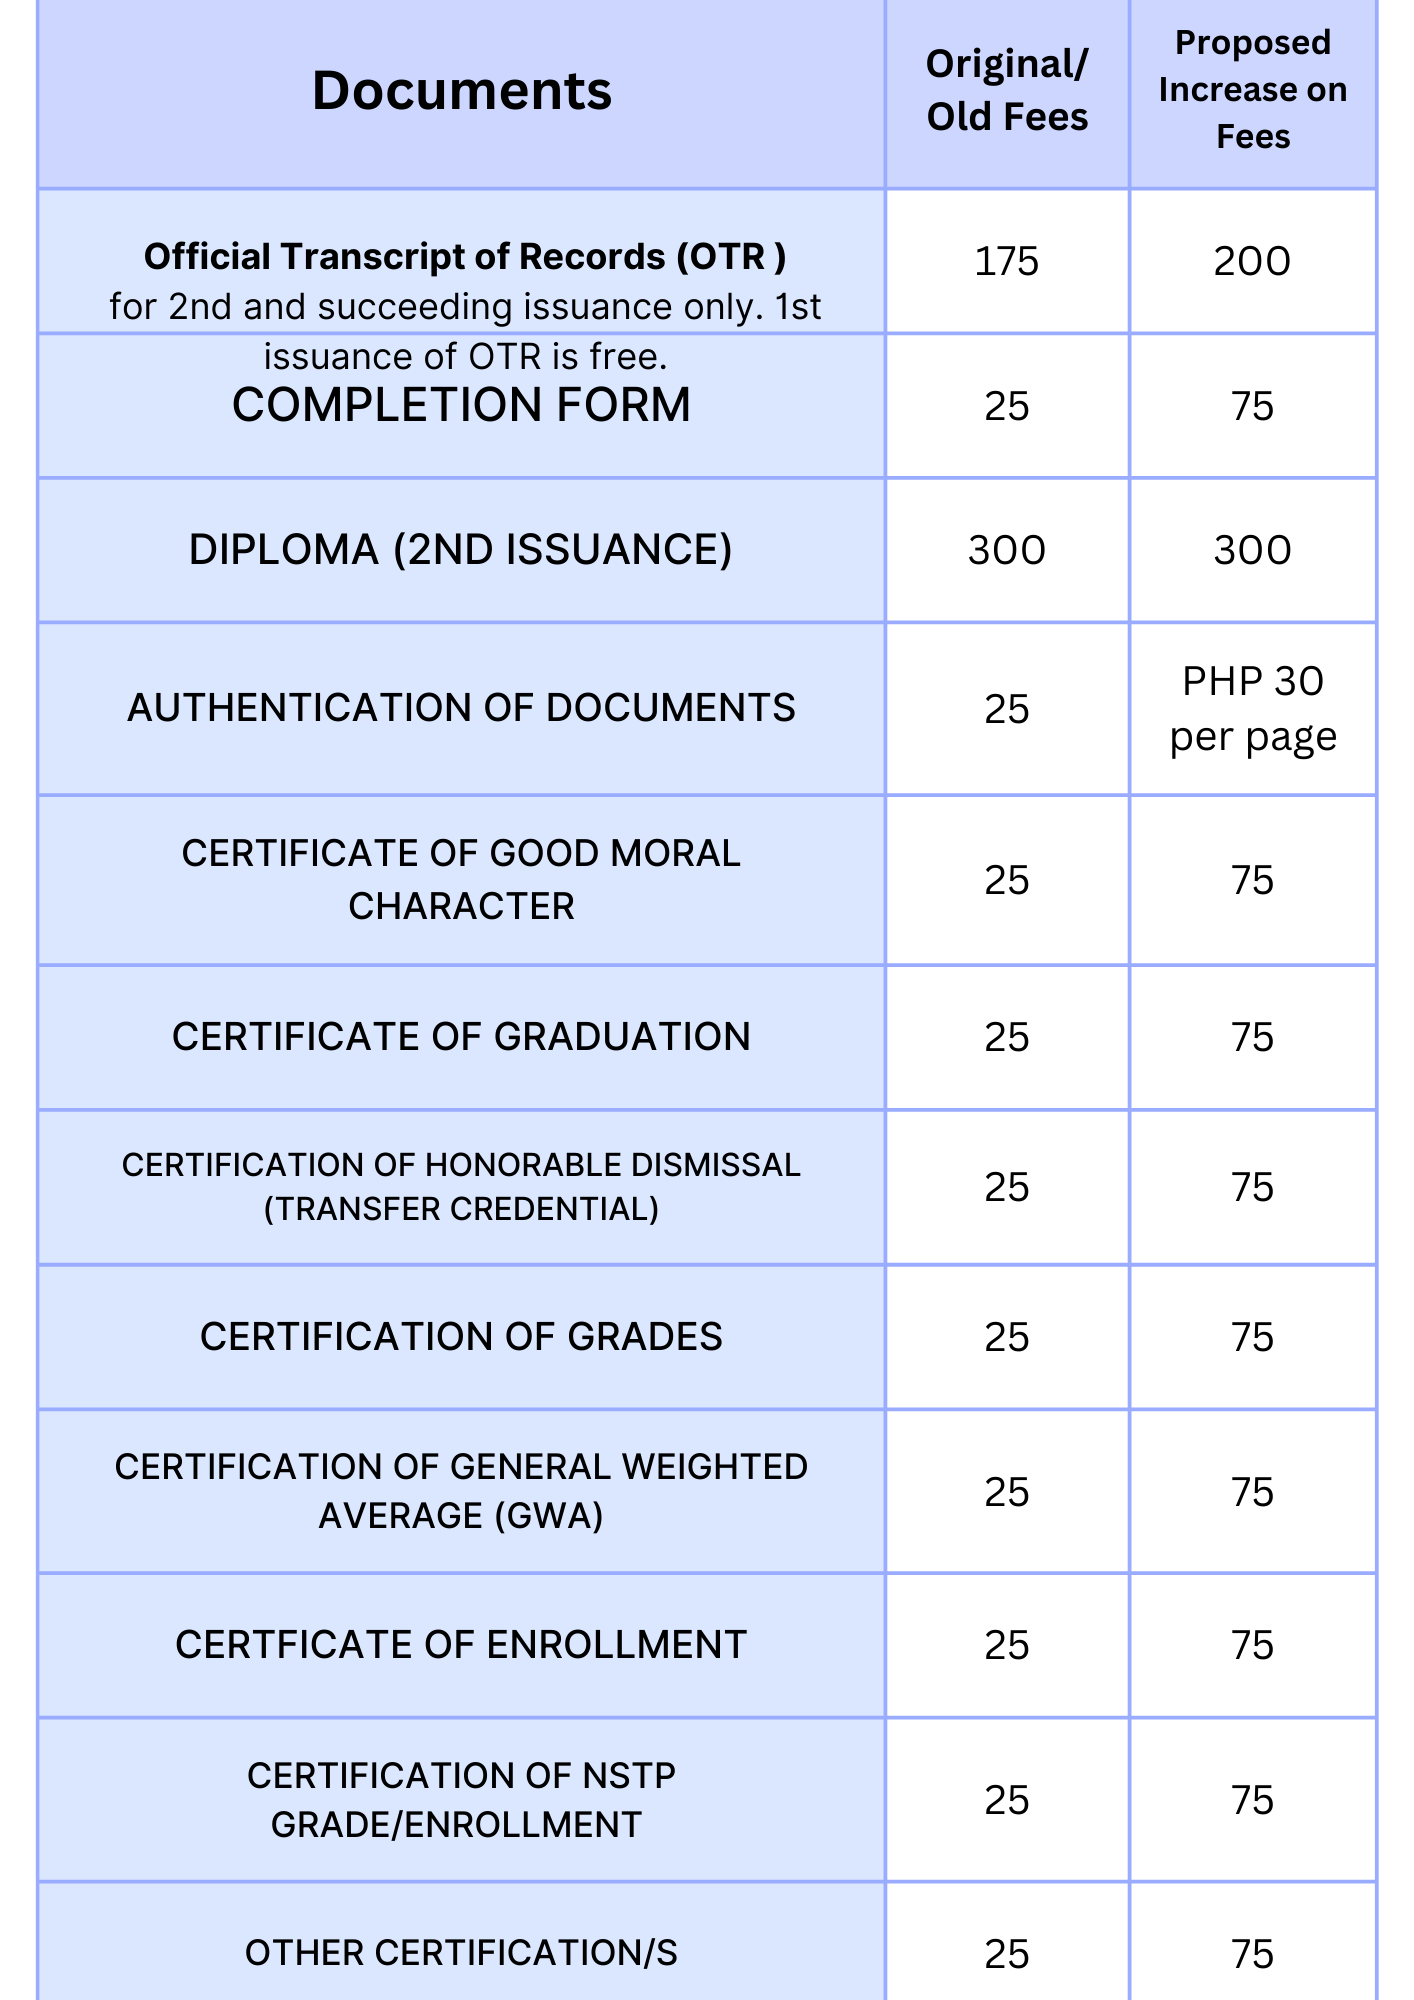 Documents
Original/
Old Fees
Proposed
Increase on
Fees
Official Transcript of Records (OTR )
for 2nd and succeeding issuance only. 1st
issuance of OTR is free.
175
200
COMPLETION FORM
25
75
DIPLOMA (2ND ISSUANCE)
300
300
AUTHENTICATION OF DOCUMENTS
25
PHP 30
per page
CERTIFICATE OF GOOD MORAL
CHARACTER
25
75
CERTIFICATE OF GRADUATION
25
75
CERTIFICATION OF HONORABLE DISMISSAL
(TRANSFER CREDENTIAL)
25
75
CERTIFICATION OF GRADES
25
75
CERTIFICATION OF GENERAL WEIGHTED
AVERAGE (GWA)
25
75
CERTFICATE OF ENROLLMENT
25
75
CERTIFICATION OF NSTP
GRADE/ENROLLMENT
25
75
OTHER CERTIFICATION/S
25
75